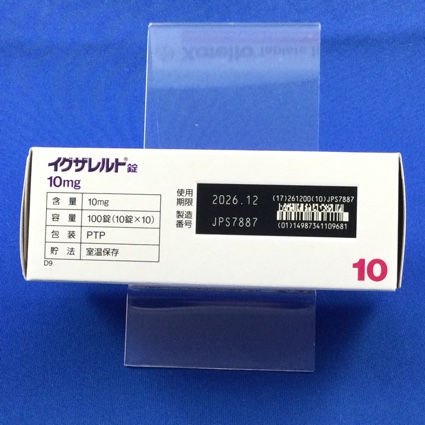 Xarelto
イグザレルト®錠
10mg
含量 10mg
容量 100錠(10錠×10)
包装 PTP
貯法 室温保存
D9
使用期限 2026.12
製造番号 JPS7887
(17)261200(10)JPS7887
(01)14987341109681
10